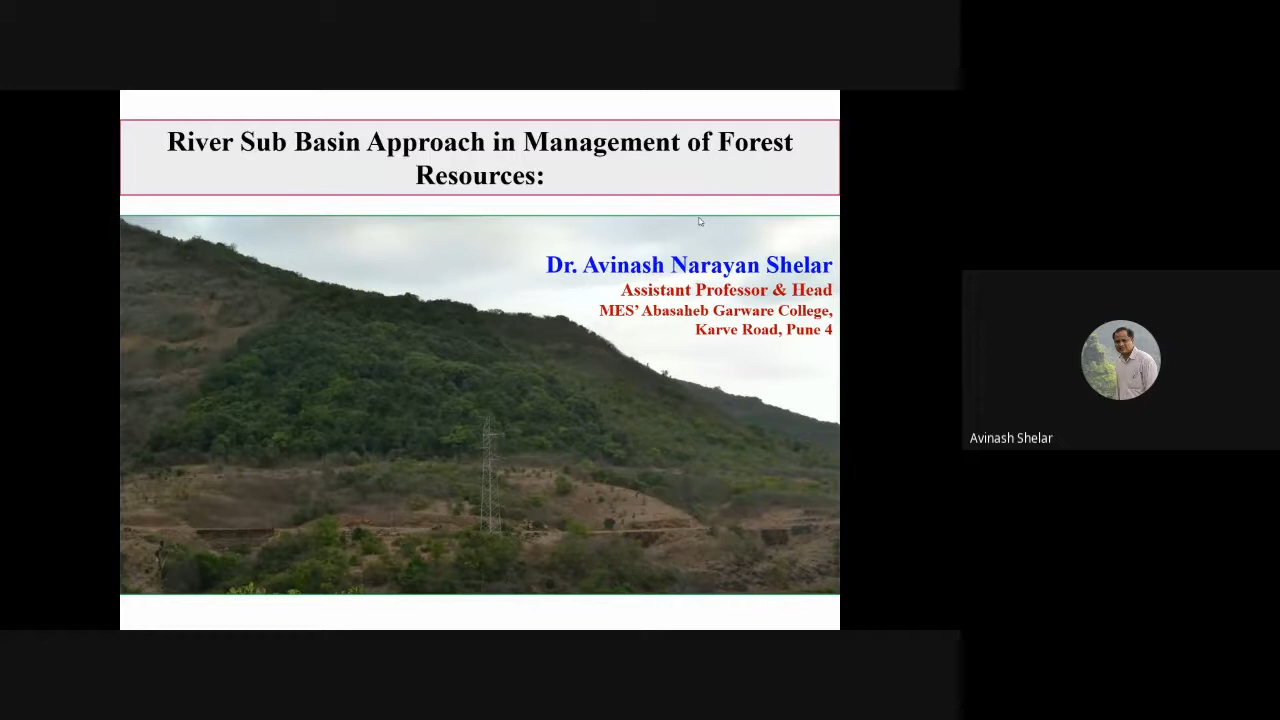 River Sub Basin Approach in Management of Forest
Resources:
Dr. Avinash Narayan Shelar
Assistant Professor & Head
MES’ Abasaheb Garware College,
Karve Road, Pune 4
Avinash Shelar